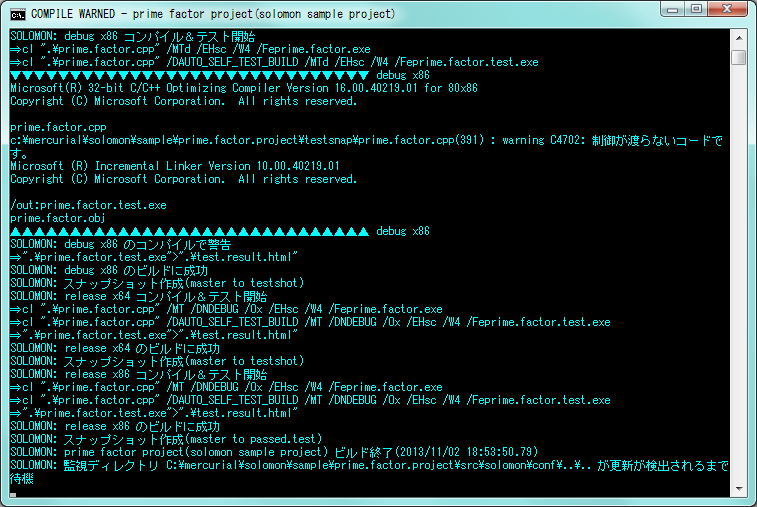 COMPILE WARNED - prime factor project(solomon sample project)
SOLOMON: debug x86 コンパイル＆テスト開始
⇒cl ".\prime.factor.cpp" /MTd /EHsc /W4 /Feprime.factor.exe
⇒cl ".\prime.factor.cpp" /DAUTO_SELF_TEST_BUILD /MTd /EHsc /W4 /Feprime.factor.test.exe
▼▼▼▼▼▼▼▼▼▼▼▼▼▼▼▼▼▼▼▼▼▼▼▼▼▼▼▼▼▼ debug x86
Microsoft(R) 32-bit C/C++ Optimizing Compiler Version 16.00.40219.01 for 80x86
Copyright (C) Microsoft Corporation.  All rights reserved.
prime.factor.cpp
c:\mercurial\solomon\sample\prime.factor.project\testsnap\prime.factor.cpp(391) : warning C4702: 制御が渡らないコードで
す。
Microsoft (R) Incremental Linker Version 10.00.40219.01
Copyright (C) Microsoft Corporation.  All rights reserved.
/out:prime.factor.test.exe
prime.factor.obj
▲▲▲▲▲▲▲▲▲▲▲▲▲▲▲▲▲▲▲▲▲▲▲▲▲▲▲▲▲▲ debug x86
SOLOMON: debug x86 のコンパイルで警告
⇒".\prime.factor.test.exe">".\test.result.html"
SOLOMON: debug x86 のビルドに成功
SOLOMON: スナップショット作成(master to testshot)
SOLOMON: release x64 コンパイル＆テスト開始
⇒cl ".\prime.factor.cpp" /MT /DNDEBUG /Ox /EHsc /W4 /Feprime.factor.exe
⇒cl ".\prime.factor.cpp" /DAUTO_SELF_TEST_BUILD /MT /DNDEBUG /Ox /EHsc /W4 /Feprime.factor.test.exe
⇒".\prime.factor.test.exe">".\test.result.html"
SOLOMON: release x64 のビルドに成功
SOLOMON: スナップショット作成(master to testshot)
SOLOMON: release x86 コンパイル＆テスト開始
⇒cl ".\prime.factor.cpp" /MT /DNDEBUG /Ox /EHsc /W4 /Feprime.factor.exe
⇒cl ".\prime.factor.cpp" /DAUTO_SELF_TEST_BUILD /MT /DNDEBUG /Ox /EHsc /W4 /Feprime.factor.test.exe
⇒".\prime.factor.test.exe">".\test.result.html"
SOLOMON: release x86 のビルドに成功
SOLOMON: スナップショット作成(master to passed.test)
SOLOMON: prime factor project(solomon sample project) ビルド終了(2013/11/02 18:53:50.79)
SOLOMON: 監視ディレクトリ C:\mercurial\solomon\sample\prime.factor.project\src\solomon\conf\..\.. が更新が検出されるまで
待機